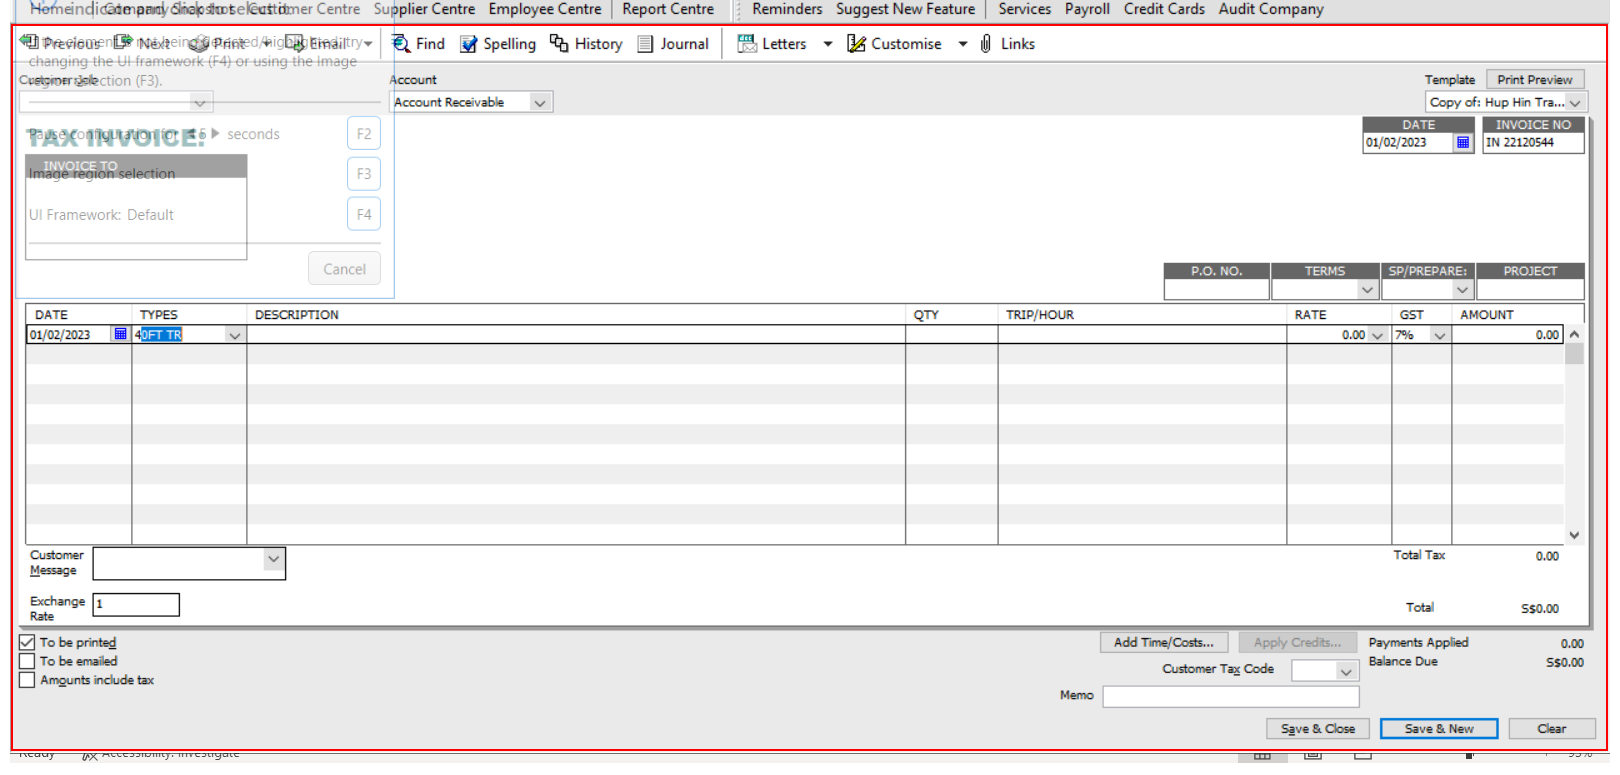 Home Company Snapshot Customer Centre Supplier Centre Employee Centre Report Centre Reminders Suggest New Feature Services Payroll Credit Cards Audit Company
indicate and click to select it
Previous Next Print Email Find Spelling History Journal Letters Customise Links
changing the UI framework (F4) or using the Image
region selection (F3).
Customer:Job Account Template Print Preview
Account Receivable Copy of: Hup Hin Tra...
Pause configuration for 5 seconds F2
TAX INVOICE: DATE INVOICE NO
01/02/2023 IN 22120544
INVOICE TO
Image region selection F3
UI Framework: Default F4
Cancel
P.O. NO. TERMS SP/PREPARE: PROJECT
DATE TYPES DESCRIPTION QTY TRIP/HOUR RATE GST AMOUNT
01/02/2023 40FT TR 0.00 7% 0.00
Customer Message Total Tax 0.00
Exchange Rate 1 Total S$0.00
To be printed Add Time/Costs... Apply Credits... Payments Applied 0.00
To be emailed Customer Tax Code Balance Due S$0.00
Amounts include tax
Memo
Save & Close Save & New Clear
Ready Accessibility: Investigate 95%